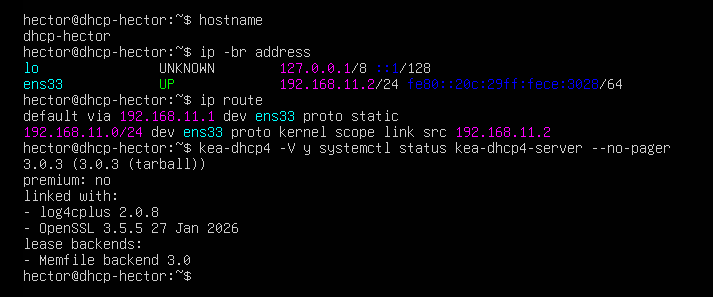 hector@dhcp-hector:~$ hostname
dhcp-hector
hector@dhcp-hector:~$ ip -br address
lo UNKNOWN 127.0.0.1/8 ::1/128
ens33 UP 192.168.11.2/24 fe80::20c:29ff:fece:3028/64
hector@dhcp-hector:~$ ip route
default via 192.168.11.1 dev ens33 proto static
192.168.11.0/24 dev ens33 proto kernel scope link src 192.168.11.2
hector@dhcp-hector:~$ kea-dhcp4 -V y systemctl status kea-dhcp4-server --no-pager
3.0.3 (3.0.3 (tarball))
premium: no
linked with:
- log4cplus 2.0.8
- OpenSSL 3.5.5 27 Jan 2026
lease backends:
- Memfile backend 3.0
hector@dhcp-hector:~$